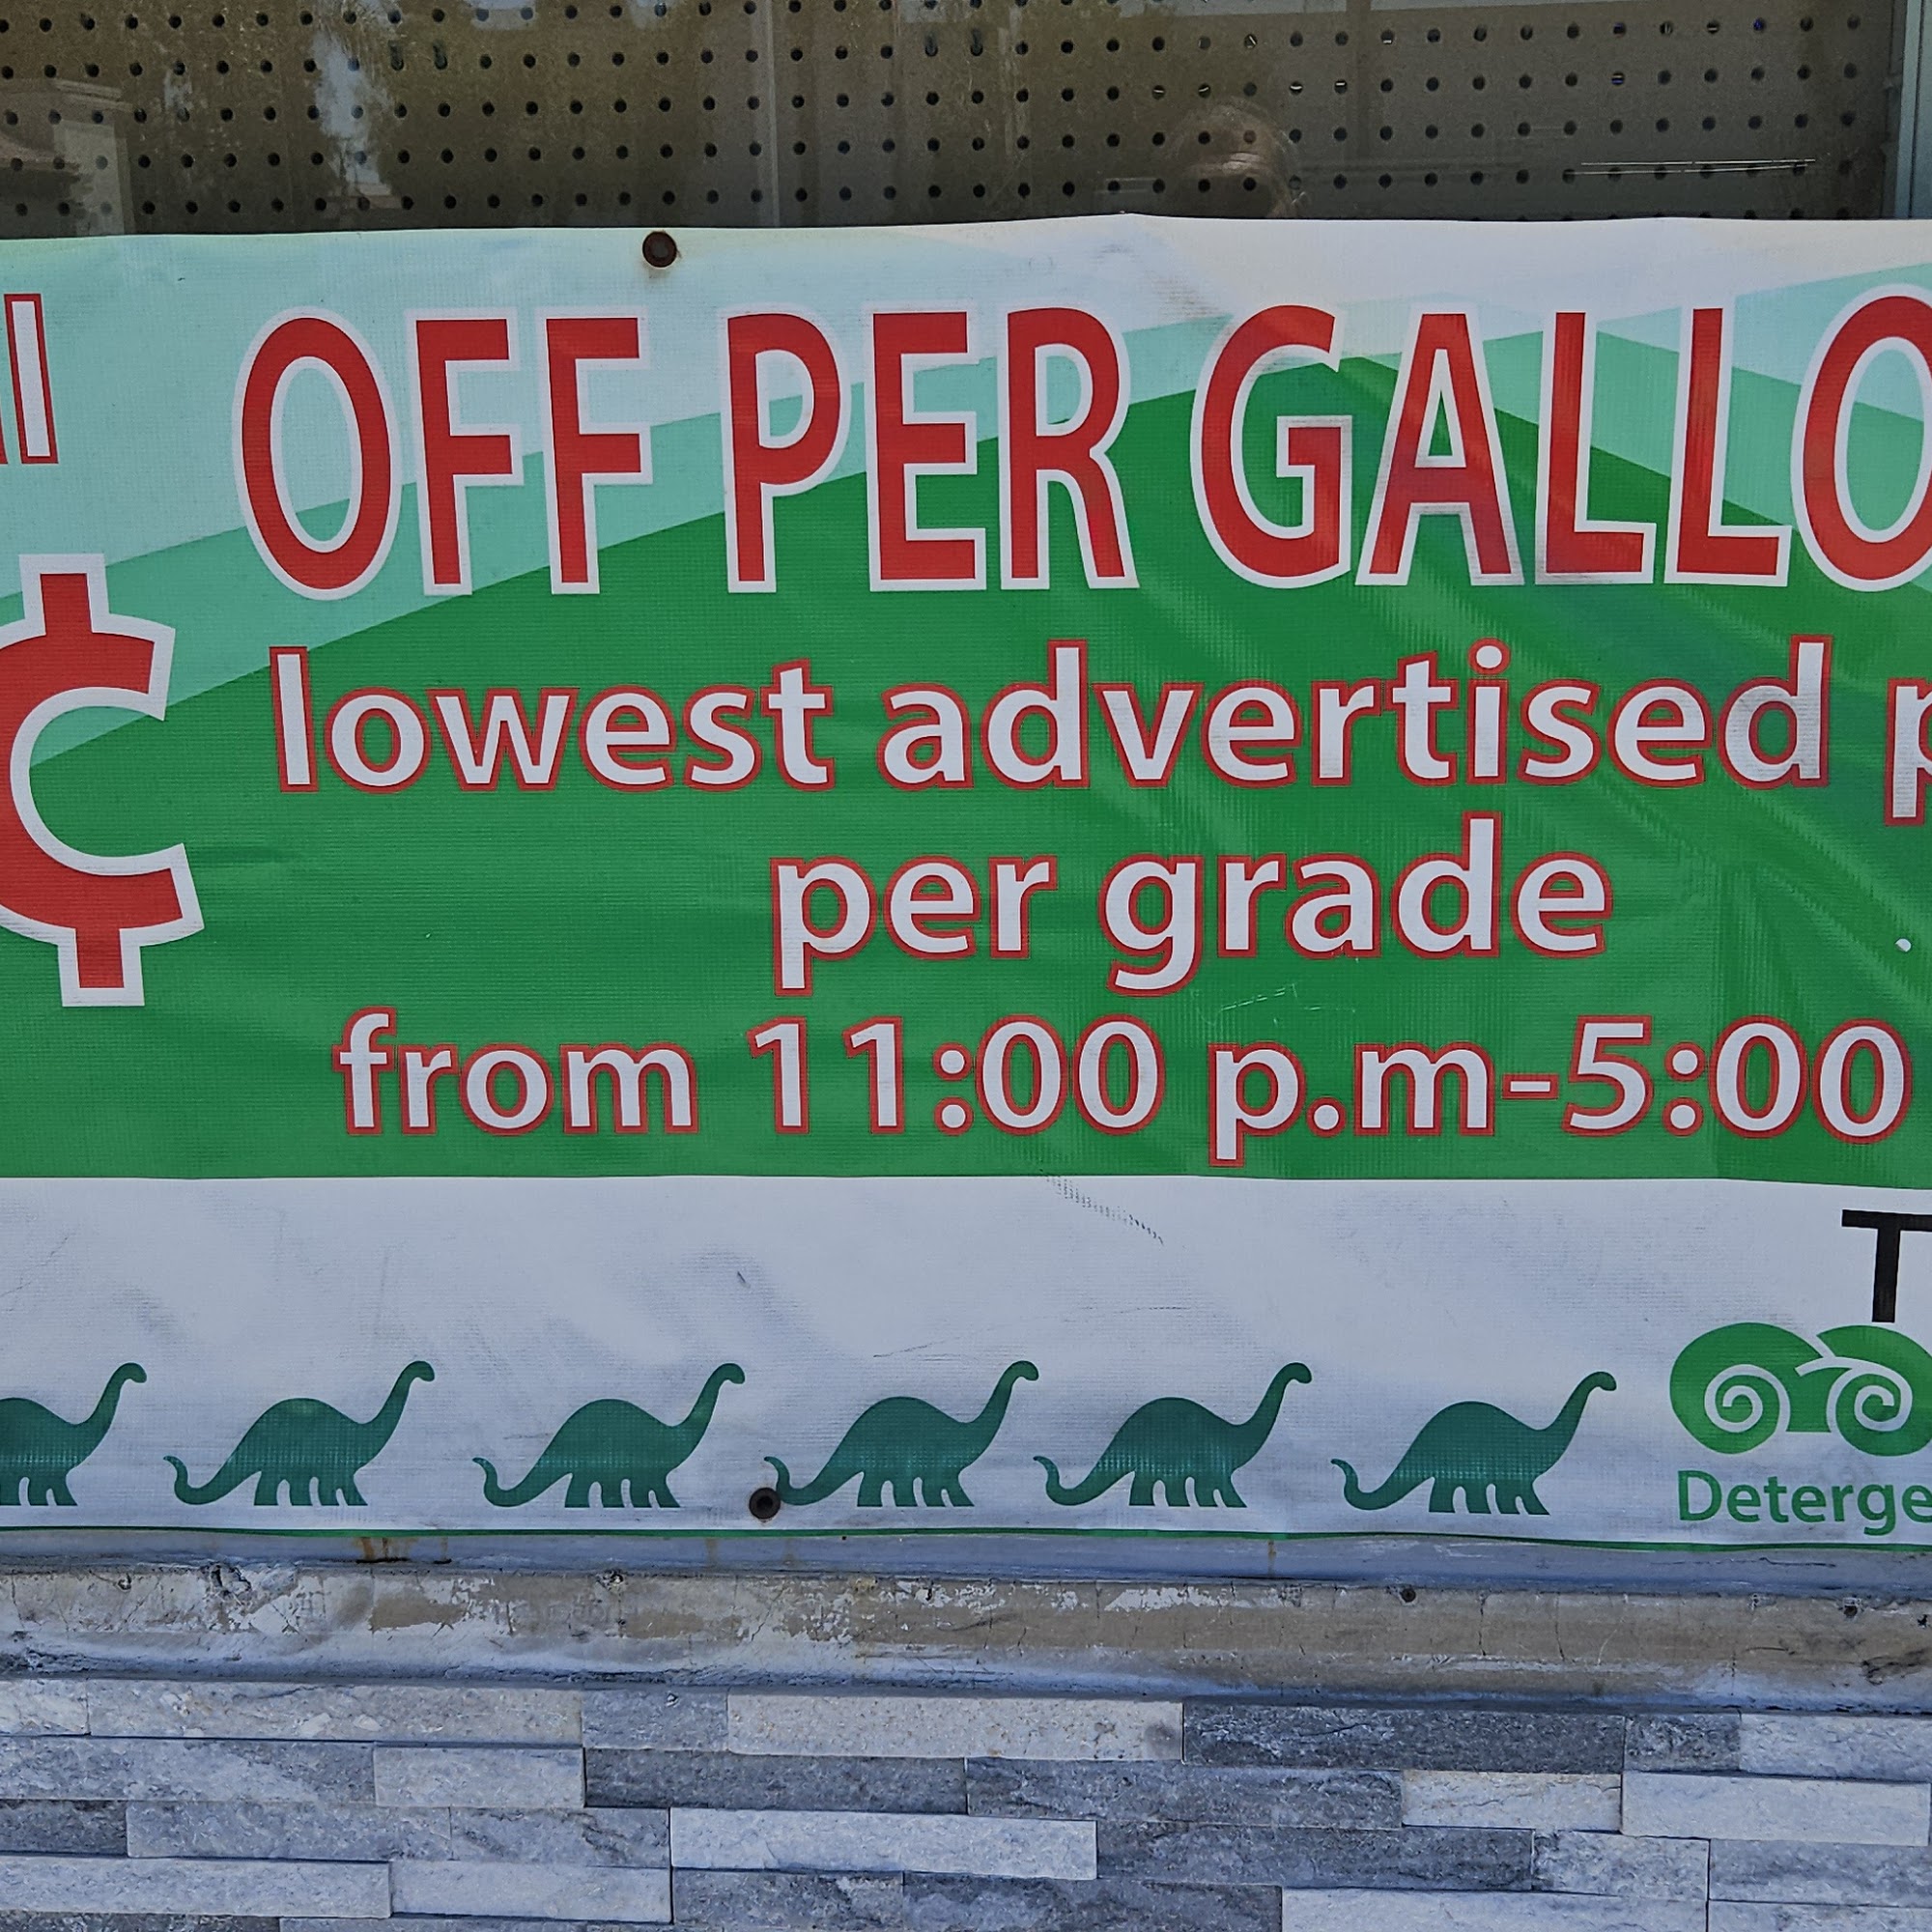 OFF PER GALLO
¢
lowest advertised p
per grade
from 11:00 p.m-5:00
T
Deterge